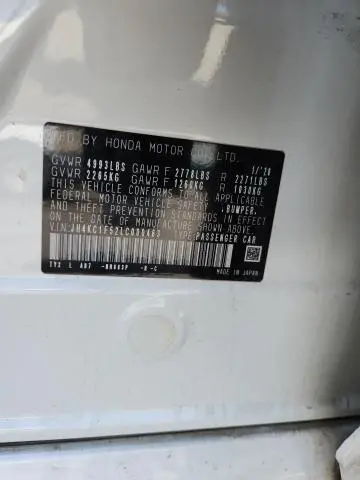 MFD BY HONDA MOTOR CO., LTD. 1/'20
GVWR 4993LBS GAWR F 2778LBS R 2271LBS
GVWR 2265KG GAWR F 1260KG R 1030KG
THIS VEHICLE CONFORMS TO ALL APPLICABLE
FEDERAL MOTOR VEHICLE SAFETY, BUMPER,
AND THEFT PREVENTION STANDARDS IN EFFECT
ON THE DATE OF MANUFACTURE SHOWN ABOVE.
VIN: TYPE: PASSENGER CAR
MADE IN JAPAN